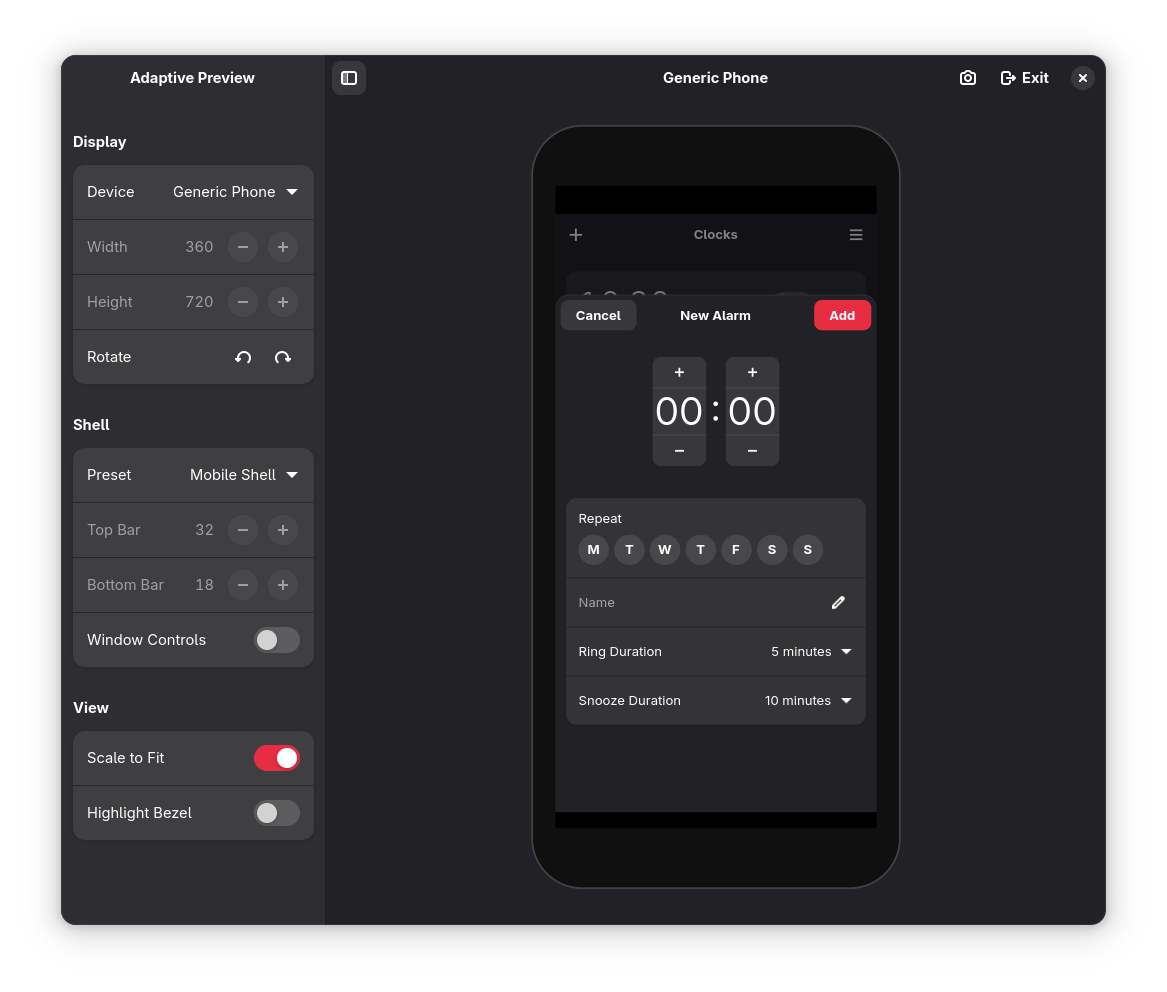 Adaptive Preview
Generic Phone
Exit
Display
Device Generic Phone
Width 360
Height 720
Rotate
Shell
Preset Mobile Shell
Top Bar 32
Bottom Bar 18
Window Controls
View
Scale to Fit
Highlight Bezel
Clocks
Cancel New Alarm Add
+ +
00 : 00
− −
Repeat
M T W T F S S
Name
Ring Duration 5 minutes
Snooze Duration 10 minutes